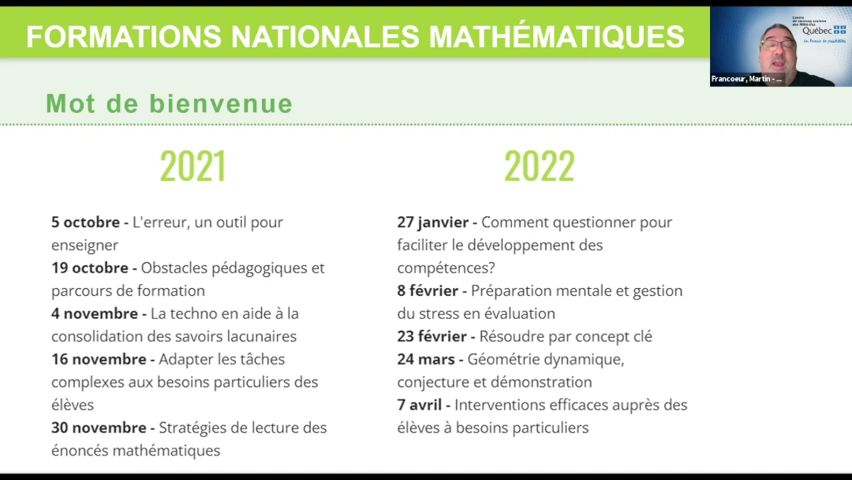 FORMATIONS NATIONALES MATHÉMATIQUES
Québec
Francoeur, Martin - ...
Mot de bienvenue
2021
5 octobre - L'erreur, un outil pour
enseigner
19 octobre - Obstacles pédagogiques et
parcours de formation
4 novembre - La techno en aide à la
consolidation des savoirs lacunaires
16 novembre - Adapter les tâches
complexes aux besoins particuliers des
élèves
30 novembre - Stratégies de lecture des
énoncés mathématiques
2022
27 janvier - Comment questionner pour
faciliter le développement des
compétences?
8 février - Préparation mentale et gestion
du stress en évaluation
23 février - Résoudre par concept clé
24 mars - Géométrie dynamique,
conjecture et démonstration
7 avril - Interventions efficaces auprès des
élèves à besoins particuliers